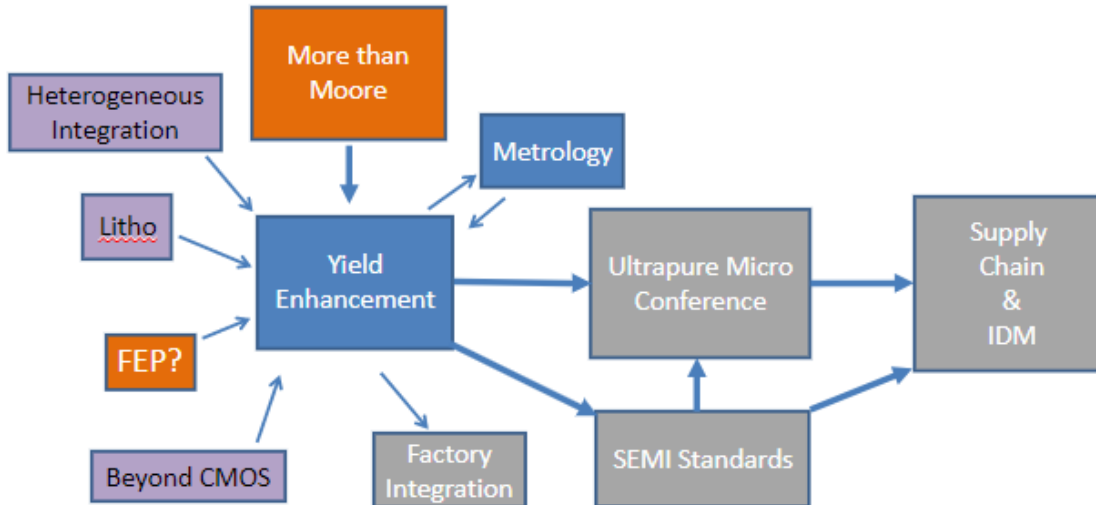 More than
Moore
Heterogeneous
Integration
Metrology
Litho
Yield
Enhancement
Ultrapure Micro
Conference
Supply
Chain
&
IDM
FEP?
Beyond CMOS
Factory
Integration
SEMI Standards